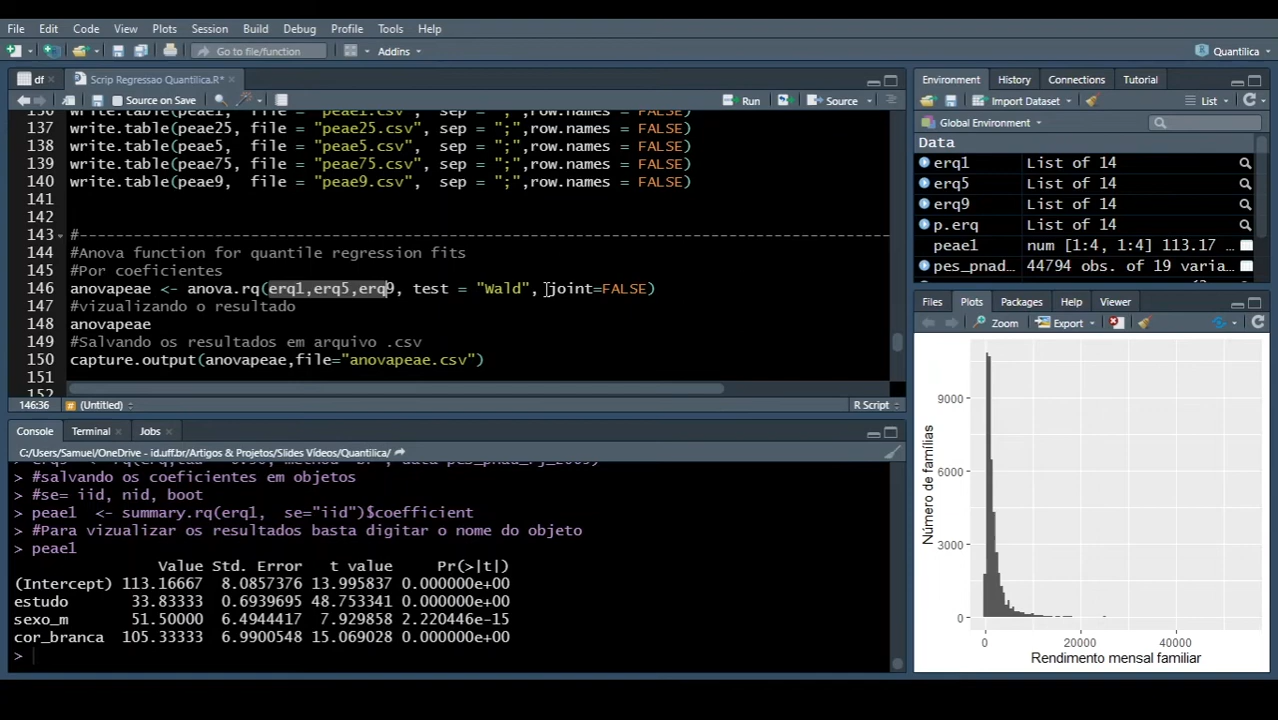 File Edit Code View Plots Session Build Debug Profile Tools Help
Go to file/function Addins Quantilica
df Scrip Regressao Quantilica.R*
Source on Save Run Source
137 write.table(peae25, file = "peae25.csv", sep = ";",row.names = FALSE)
138 write.table(peae5, file = "peae5.csv", sep = ";",row.names = FALSE)
139 write.table(peae75, file = "peae75.csv", sep = ";",row.names = FALSE)
140 write.table(peae9, file = "peae9.csv", sep = ";",row.names = FALSE)
141
142
143 #------------------------------------------------------------------------------------------
144 #Anova function for quantile regression fits
145 #Por coeficientes
146 anovapeae <- anova.rq(erq1,erq5,erq9, test = "Wald", joint=FALSE)
147 #vizualizando o resultado
148 anovapeae
149 #Salvando os resultados em arquivo .csv
150 capture.output(anovapeae,file="anovapeae.csv")
151
152
146:36 (Untitled) R Script
Console Terminal Jobs
C:/Users/Samuel/OneDrive - id.uff.br/Artigos & Projetos/Slides Vídeos/Quantilica/
> #salvando os coeficientes em objetos
> #se= iid, nid, boot
> peae1 <- summary.rq(erq1, se="iid")$coefficient
> #Para vizualizar os resultados basta digitar o nome do objeto
> peae1
Value Std. Error t value Pr(>|t|)
(Intercept) 113.16667 8.0857376 13.995837 0.000000e+00
estudo 33.83333 0.6939695 48.753341 0.000000e+00
sexo_m 51.50000 6.4944417 7.929858 2.220446e-15
cor_branca 105.33333 6.9900548 15.069028 0.000000e+00
>
Environment History Connections Tutorial
Import Dataset List
Global Environment
Data
erq1 List of 14
erq5 List of 14
erq9 List of 14
p.erq List of 14
peae1 num [1:4, 1:4] 113.17 ...
pes_pnad… 44794 obs. of 19 variab…
Files Plots Packages Help
Zoom Export
9000
6000
3000
0
Número de famílias
0 20000 40000
Rendimento mensal familiar